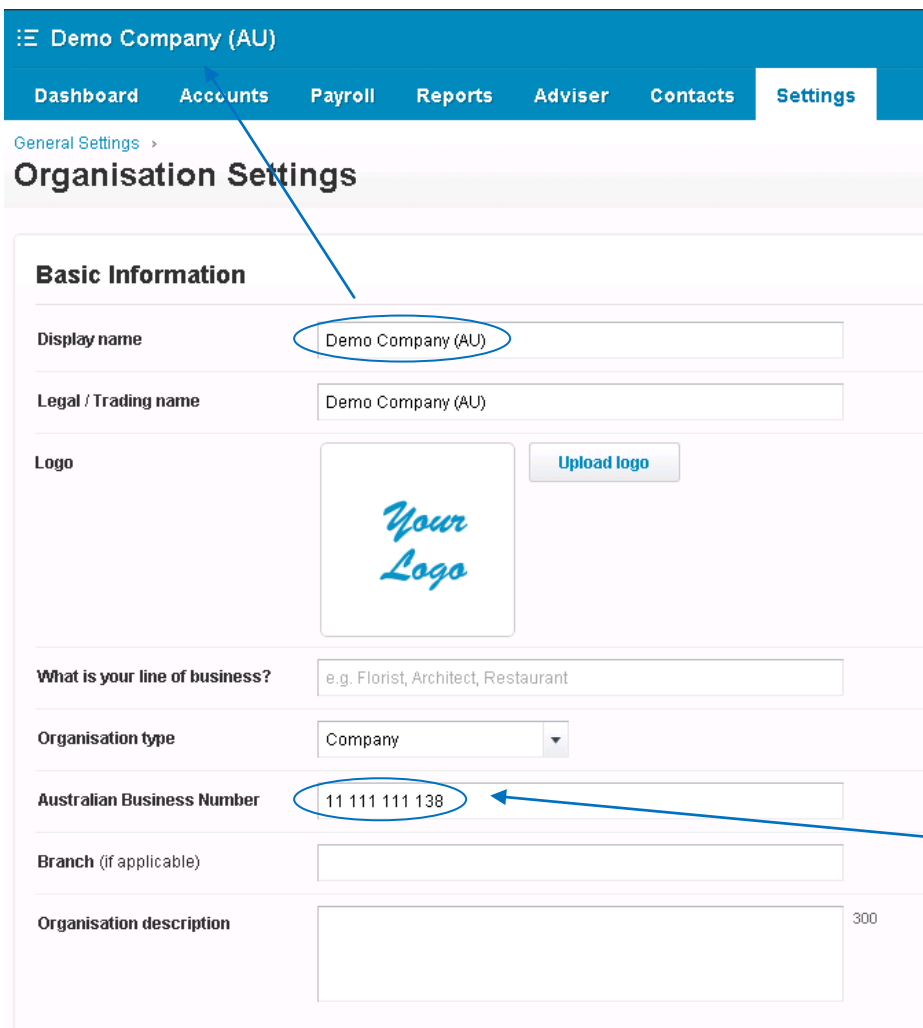 Demo Company (AU)
Dashboard Accounts Payroll Reports Adviser Contacts Settings
General Settings ›
Organisation Settings
Basic Information
Display name Demo Company (AU)
Legal / Trading name Demo Company (AU)
Logo Your Logo Upload logo
What is your line of business? e.g. Florist, Architect, Restaurant
Organisation type Company
Australian Business Number 11 111 111 138
Branch (if applicable)
Organisation description 300